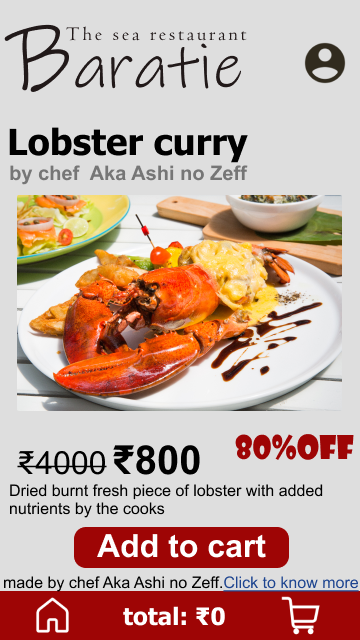 The sea restaurant
Baratie
Lobster curry
by chef Aka Ashi no Zeff
₹4000 ₹800 80%OFF
Dried burnt fresh piece of lobster with added
nutrients by the cooks
Add to cart
made by chef Aka Ashi no Zeff.Click to know more
total: ₹0